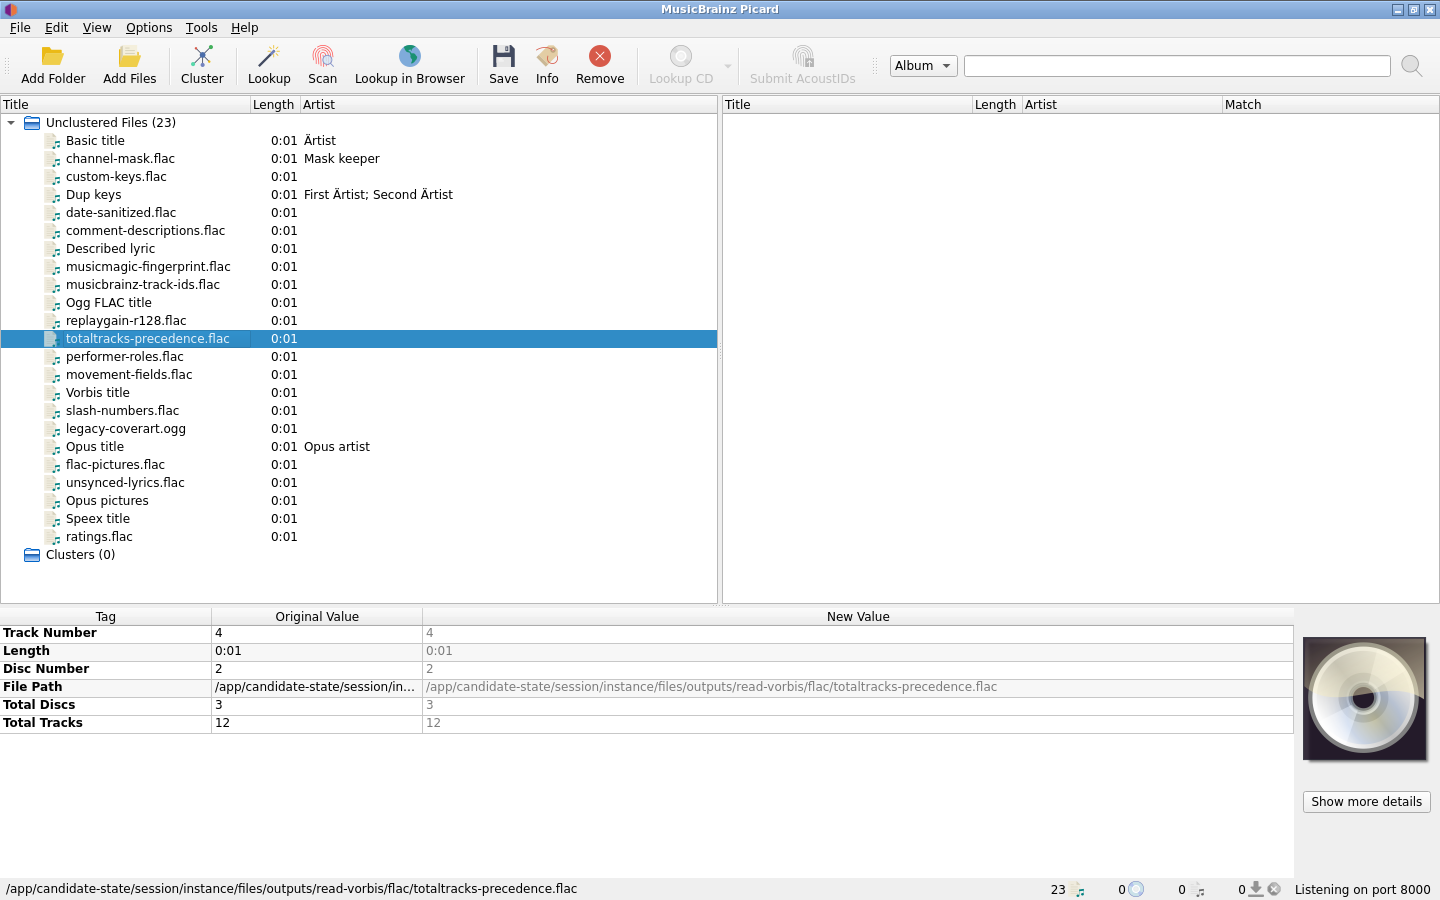 MusicBrainz Picard
File Edit View Options Tools Help
Add Folder Add Files Cluster Lookup Scan Lookup in Browser Save Info Remove Lookup CD Submit AcoustIDs Album
Title Length Artist Title Length Artist Match
Unclustered Files (23)
Basic title 0:01 Ärtist
channel-mask.flac 0:01 Mask keeper
custom-keys.flac 0:01
Dup keys 0:01 First Ärtist; Second Ärtist
date-sanitized.flac 0:01
comment-descriptions.flac 0:01
Described lyric 0:01
musicmagic-fingerprint.flac 0:01
musicbrainz-track-ids.flac 0:01
Ogg FLAC title 0:01
replaygain-r128.flac 0:01
totaltracks-precedence.flac 0:01
performer-roles.flac 0:01
movement-fields.flac 0:01
Vorbis title 0:01
slash-numbers.flac 0:01
legacy-coverart.ogg 0:01
Opus title 0:01 Opus artist
flac-pictures.flac 0:01
unsynced-lyrics.flac 0:01
Opus pictures 0:01
Speex title 0:01
ratings.flac 0:01
Clusters (0)
Tag Original Value New Value
Track Number 4 4
Length 0:01 0:01
Disc Number 2 2
File Path /app/candidate-state/session/in... /app/candidate-state/session/instance/files/outputs/read-vorbis/flac/totaltracks-precedence.flac
Total Discs 3 3
Total Tracks 12 12
Show more details
/app/candidate-state/session/instance/files/outputs/read-vorbis/flac/totaltracks-precedence.flac 23 0 0 0 Listening on port 8000